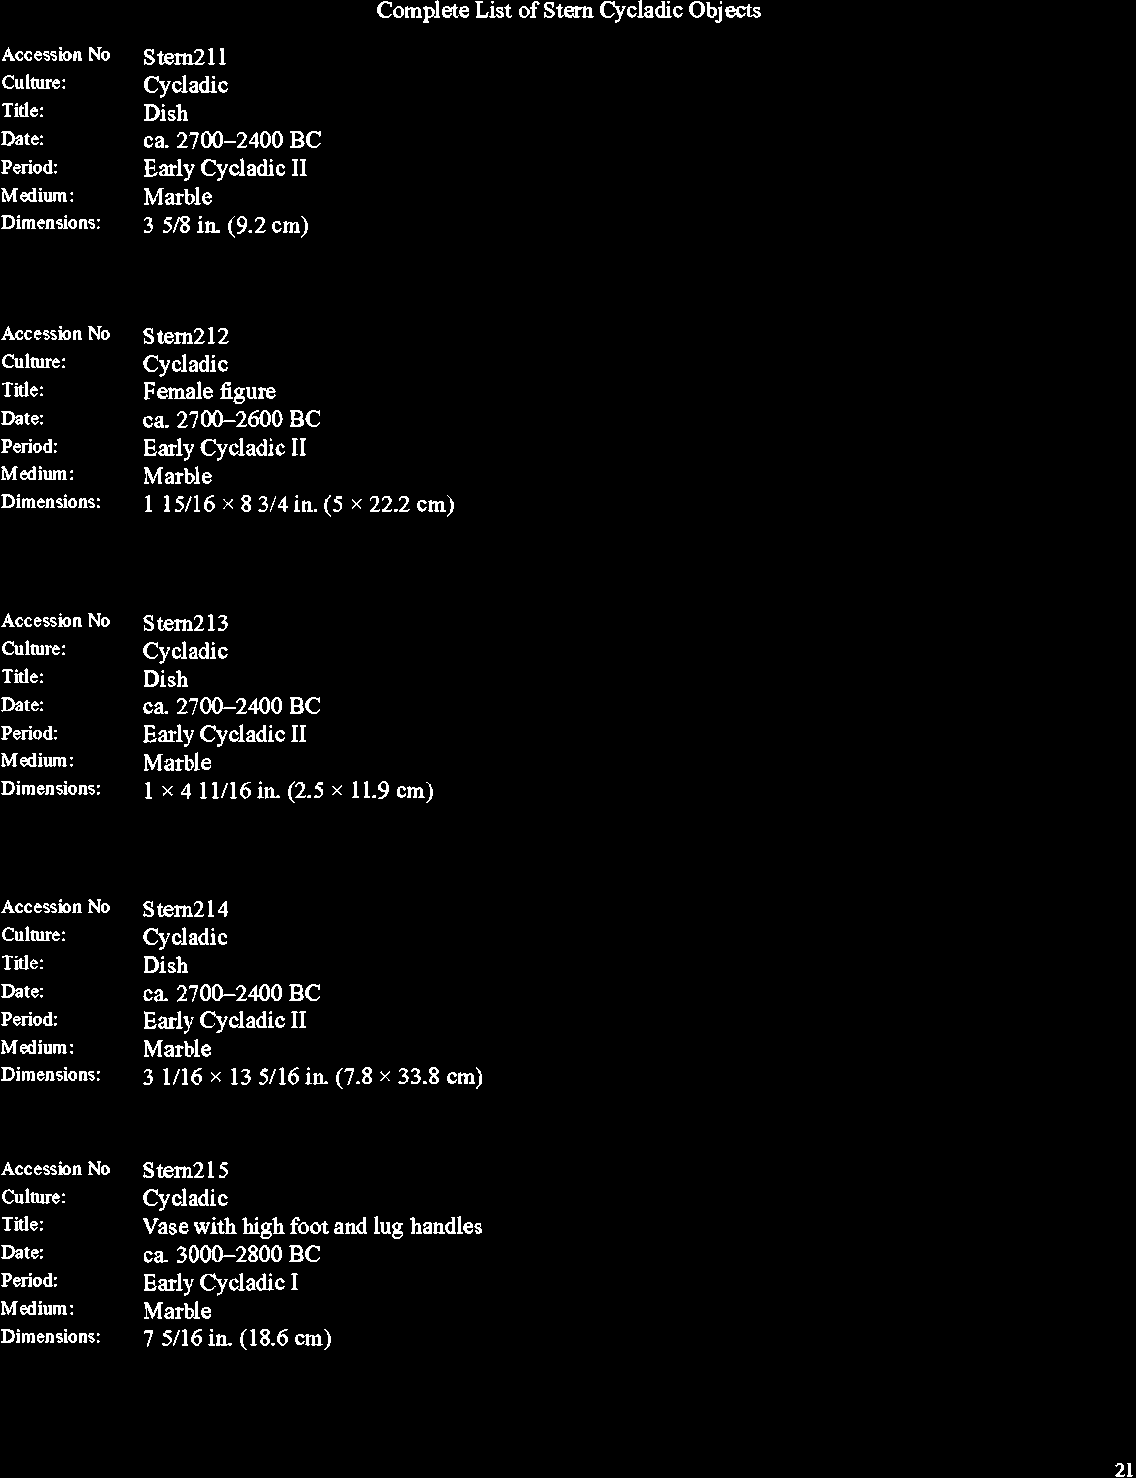 Complete List of Stern Cycladic Objects
Accession No Stern211
Culture: Cycladic
Title: Dish
Date: ca. 2700–2400 BC
Period: Early Cycladic II
Medium: Marble
Dimensions: 3 5/8 in. (9.2 cm)
Accession No Stern212
Culture: Cycladic
Title: Female figure
Date: ca. 2700–2600 BC
Period: Early Cycladic II
Medium: Marble
Dimensions: 1 15/16 × 8 3/4 in. (5 × 22.2 cm)
Accession No Stern213
Culture: Cycladic
Title: Dish
Date: ca. 2700–2400 BC
Period: Early Cycladic II
Medium: Marble
Dimensions: 1 × 4 11/16 in. (2.5 × 11.9 cm)
Accession No Stern214
Culture: Cycladic
Title: Dish
Date: ca. 2700–2400 BC
Period: Early Cycladic II
Medium: Marble
Dimensions: 3 1/16 × 13 5/16 in. (7.8 × 33.8 cm)
Accession No Stern215
Culture: Cycladic
Title: Vase with high foot and lug handles
Date: ca. 3000–2800 BC
Period: Early Cycladic I
Medium: Marble
Dimensions: 7 5/16 in. (18.6 cm)
21